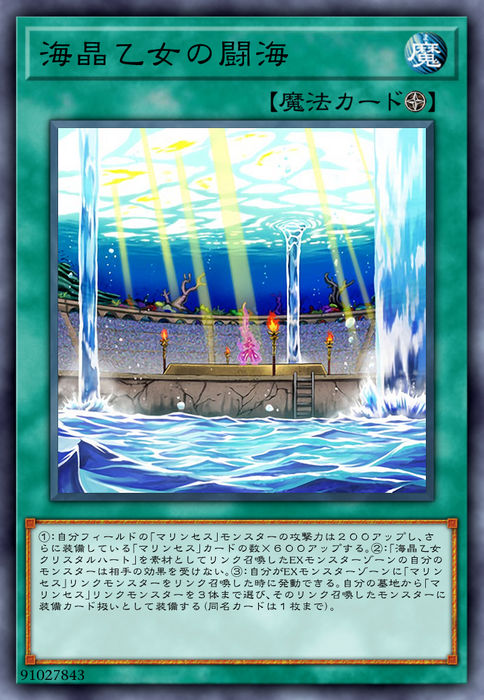 海晶乙女の闘海
魔
【魔法カード】
①:自分フィールドの「マリンセス」モンスターの攻撃力は200アップし、さ
らに装備している「マリンセス」カードの数×600アップする。②:「海晶乙女
クリスタルハート」を素材としてリンク召喚したEXモンスターゾーンの自分の
モンスターは相手の効果を受けない。③:自分がEXモンスターゾーンに「マリン
セス」リンクモンスターをリンク召喚した時に発動できる。自分の墓地から「マ
リンセス」リンクモンスターを3体まで選び、そのリンク召喚したモンスターに
装備カード扱いとして装備する(同名カードは1枚まで)。
91027843